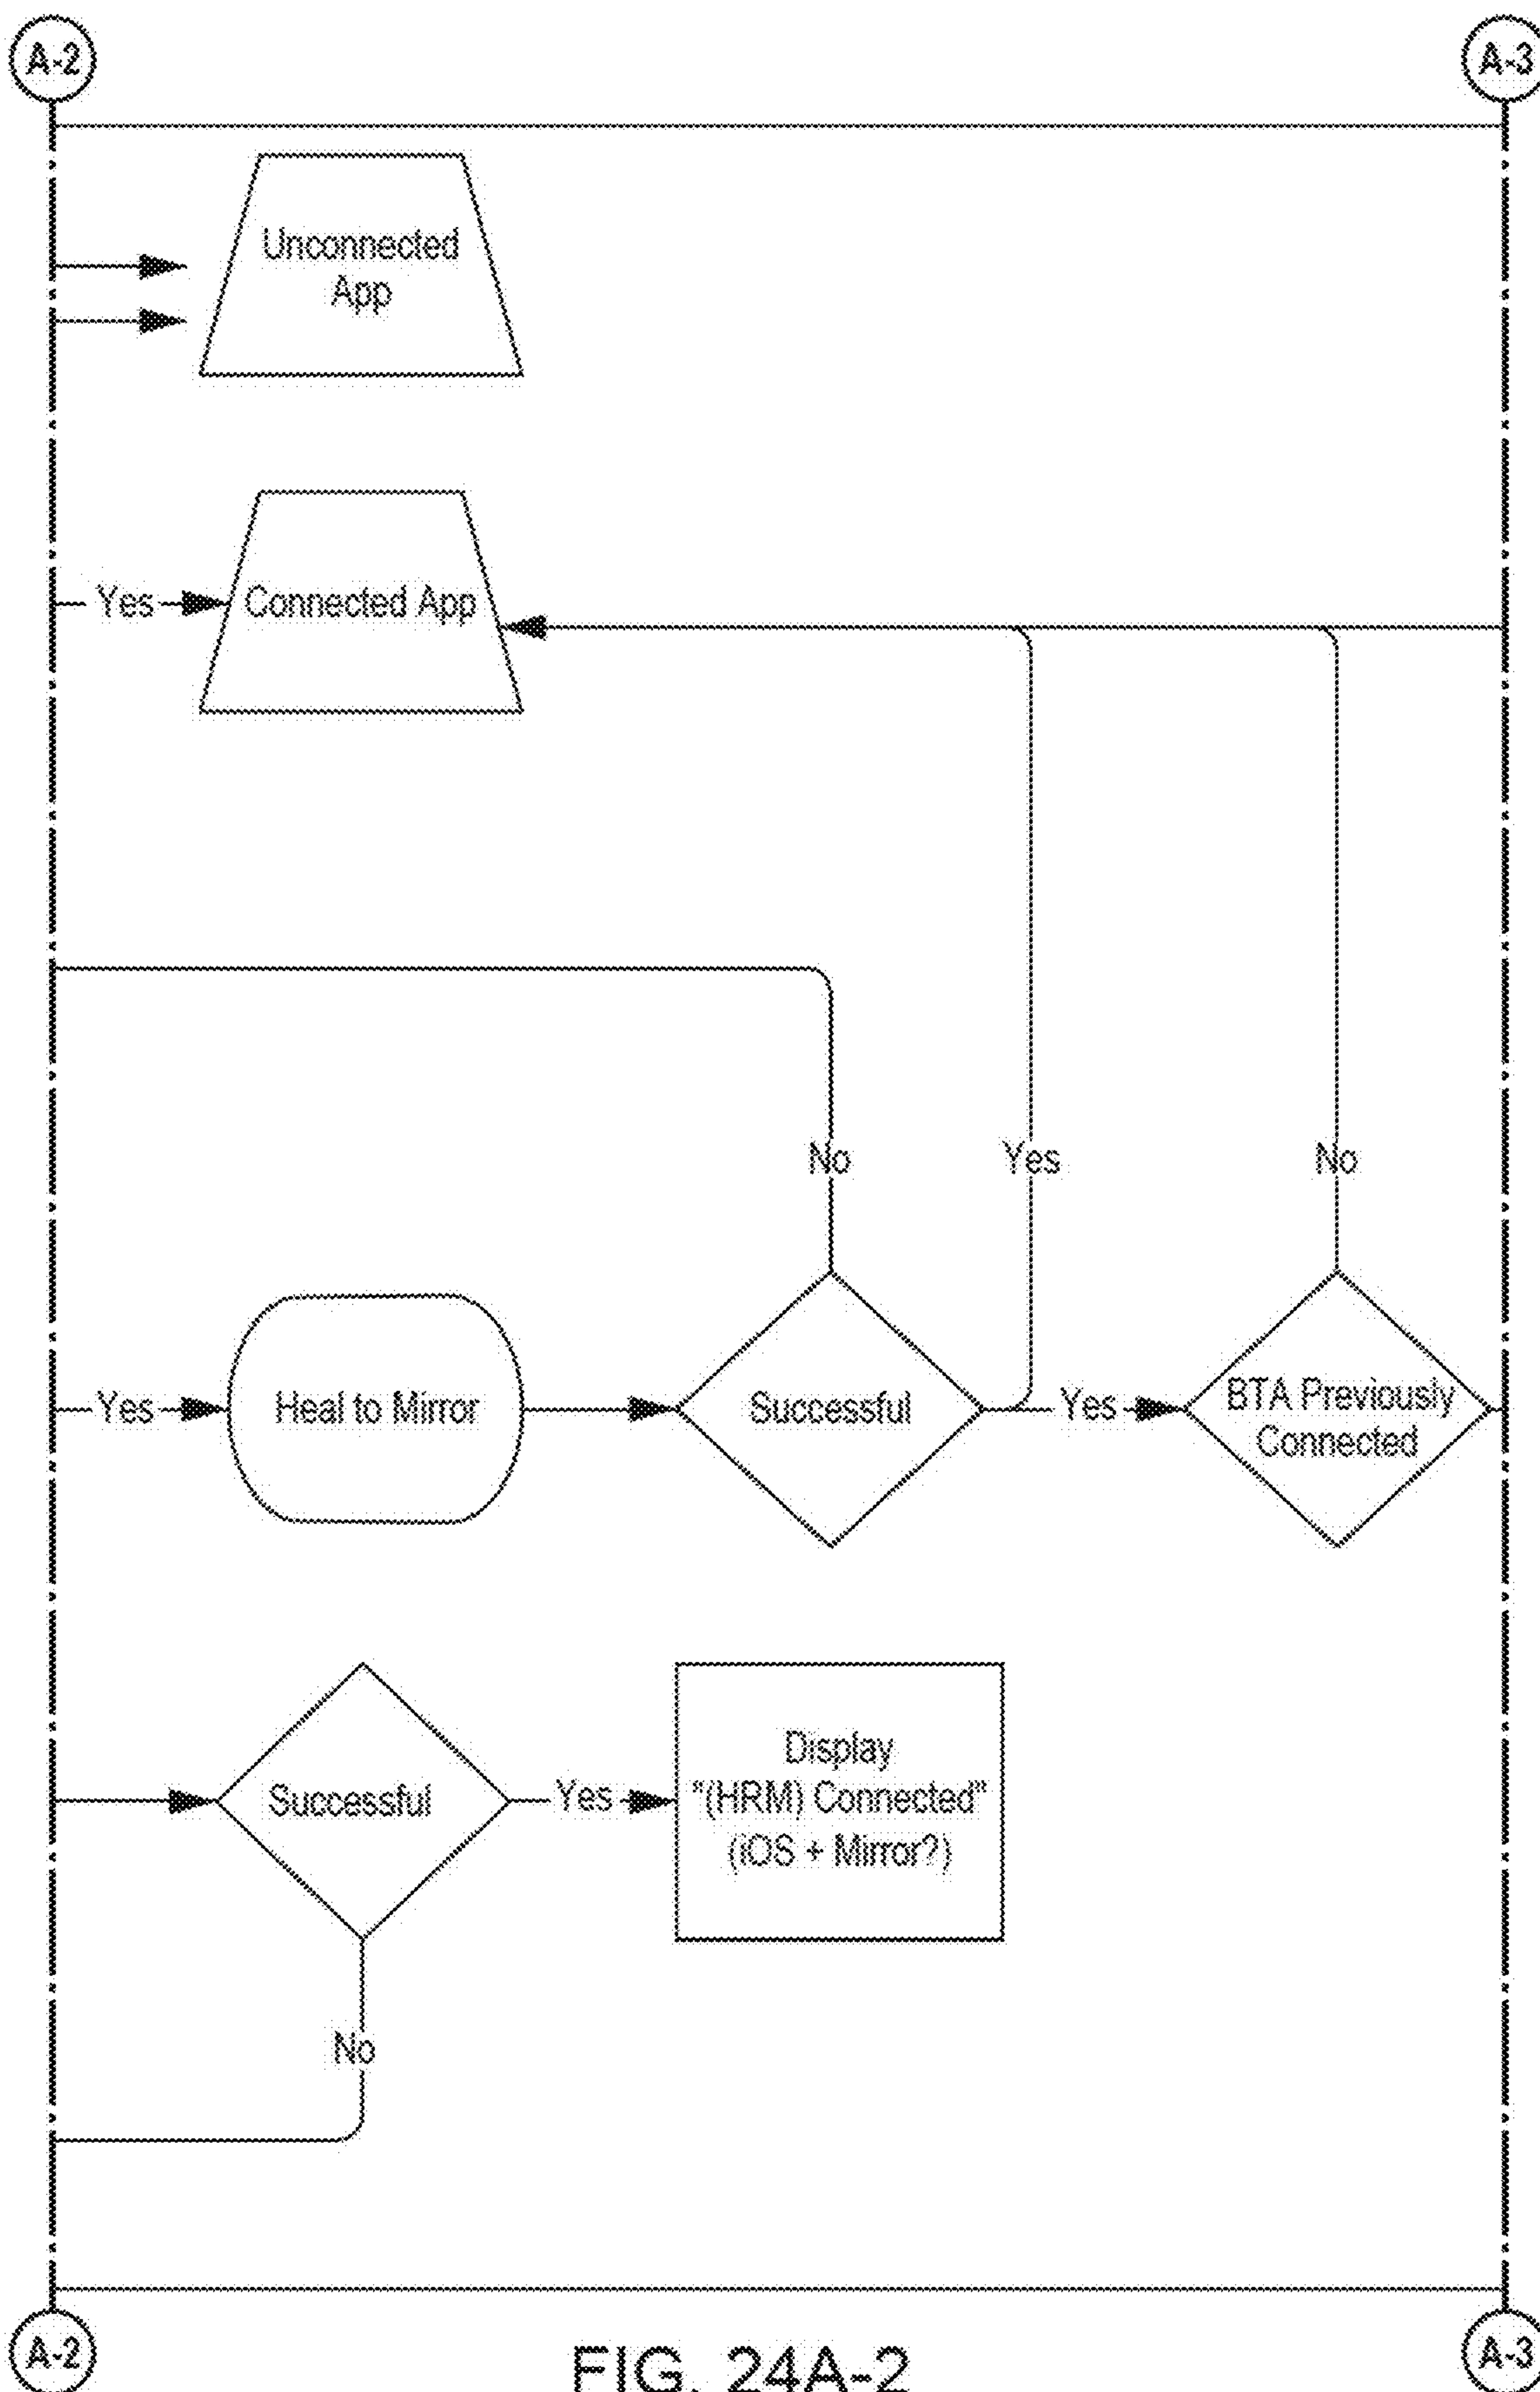 A-2
A-3
Unconnected
App
Yes
Connected App
No
Yes
No
Yes
Heal to Mirror
Successful
Yes
BTA Previously
Connected
Successful
Yes
Display
"(HRM) Connected"
(iOS + Mirror?)
No
A-2
A-3
FIG. 24A-2